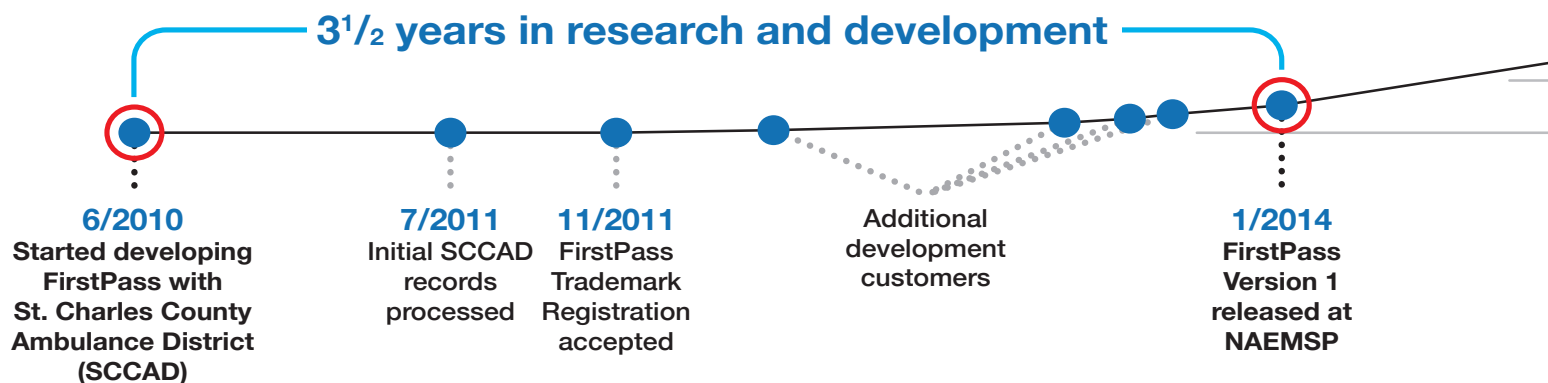 3 1/2 years in research and development
6/2010
Started developing
FirstPass with
St. Charles County
Ambulance District
(SCCAD)
7/2011
Initial SCCAD
records
processed
11/2011
FirstPass
Trademark
Registration
accepted
Additional
development
customers
1/2014
FirstPass
Version 1
released at
NAEMSP